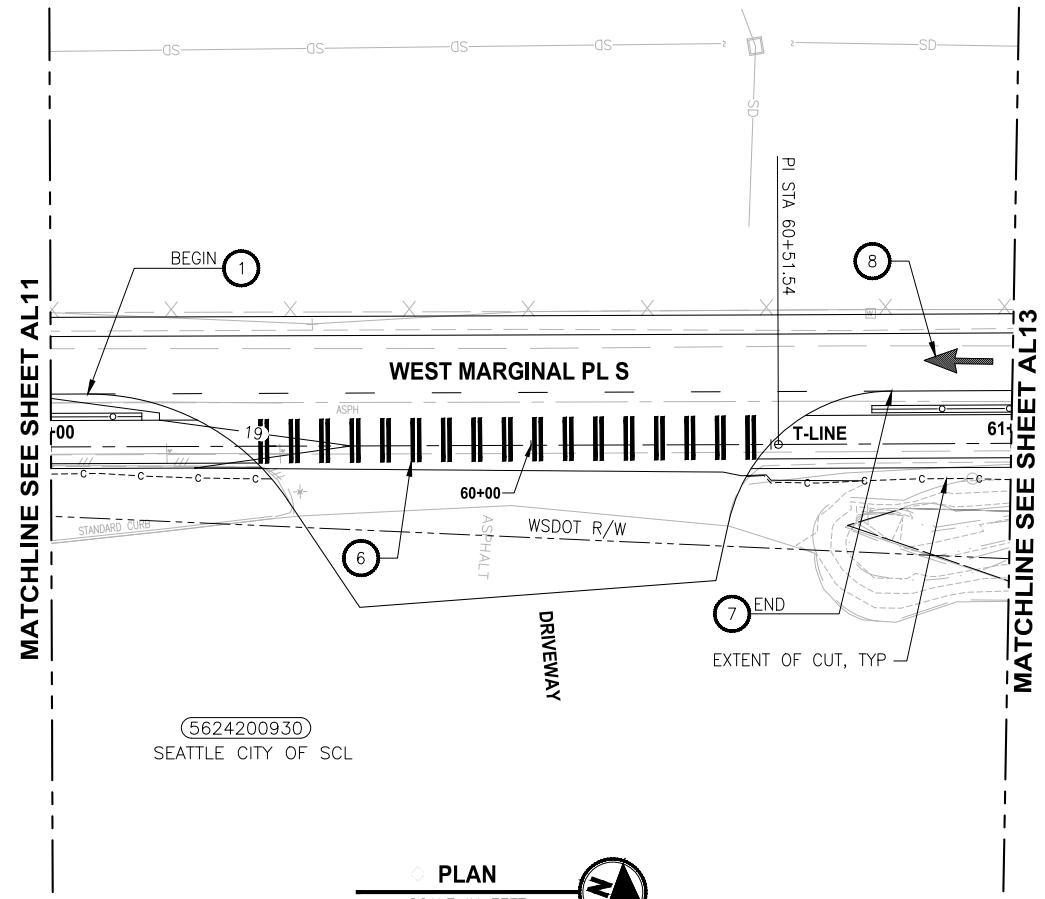 SD SD SD SD SD
SD
PI STA 60+51.54
BEGIN 1
8
MATCHLINE SEE SHEET AL11
MATCHLINE SEE SHEET AL13
X X X X X X X X X
W
WEST MARGINAL PL S
ASPH
+00
19
T-LINE
61+
60+00
C C C C
C C C C
STANDARD CURB
ASPHALT
WSDOT R/W
6
7 END
DRIVEWAY
EXTENT OF CUT, TYP
5624200930
SEATTLE CITY OF SCL
PLAN
N